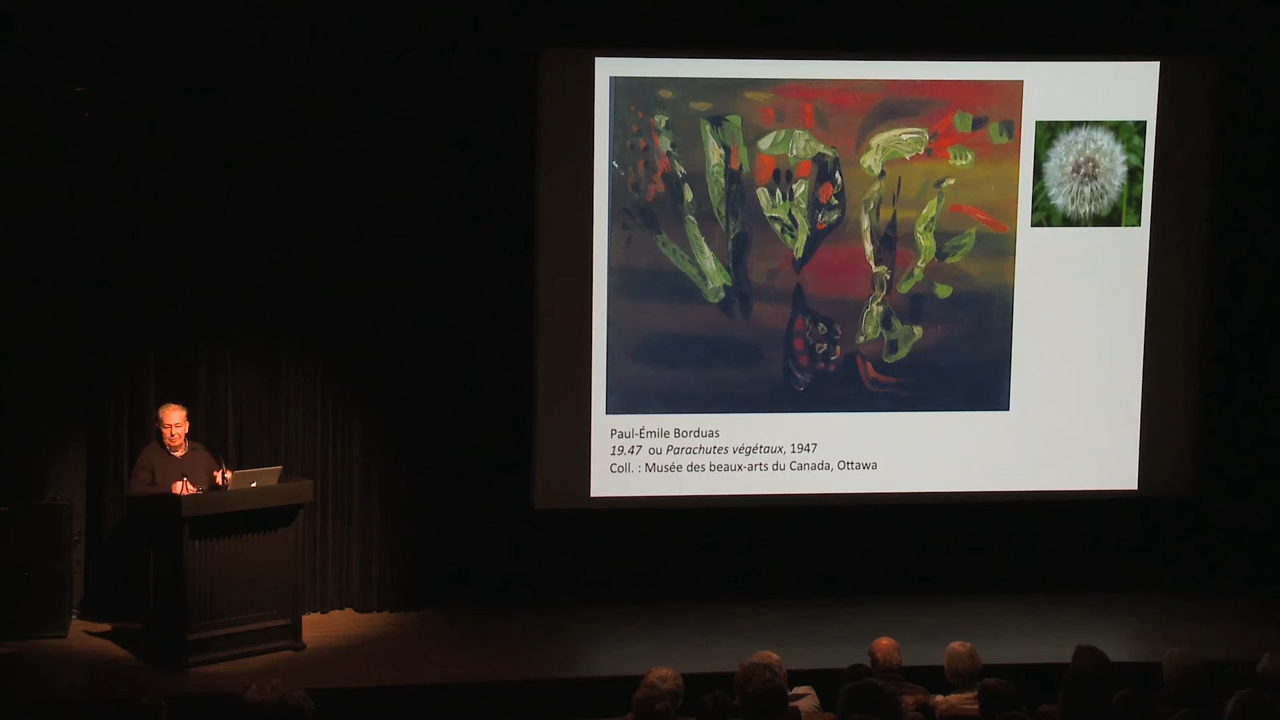 Paul-Émile Borduas
19.47 ou Parachutes végétaux, 1947
Coll. : Musée des beaux-arts du Canada, Ottawa